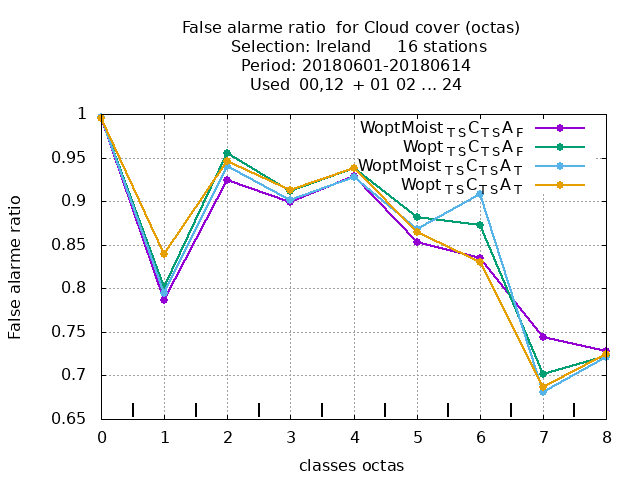 False alarme ratio  for Cloud cover (octas)
Selection: Ireland     16 stations
Period: 20180601-20180614
Used  00,12  + 01 02 ... 24
WoptMoist_TSC_TSA_F
Wopt_TSC_TSA_F
WoptMoist_TSC_TSA_T
Wopt_TSC_TSA_T
False alarme ratio
1
0.95
0.9
0.85
0.8
0.75
0.7
0.65
0 1 2 3 4 5 6 7 8
classes octas